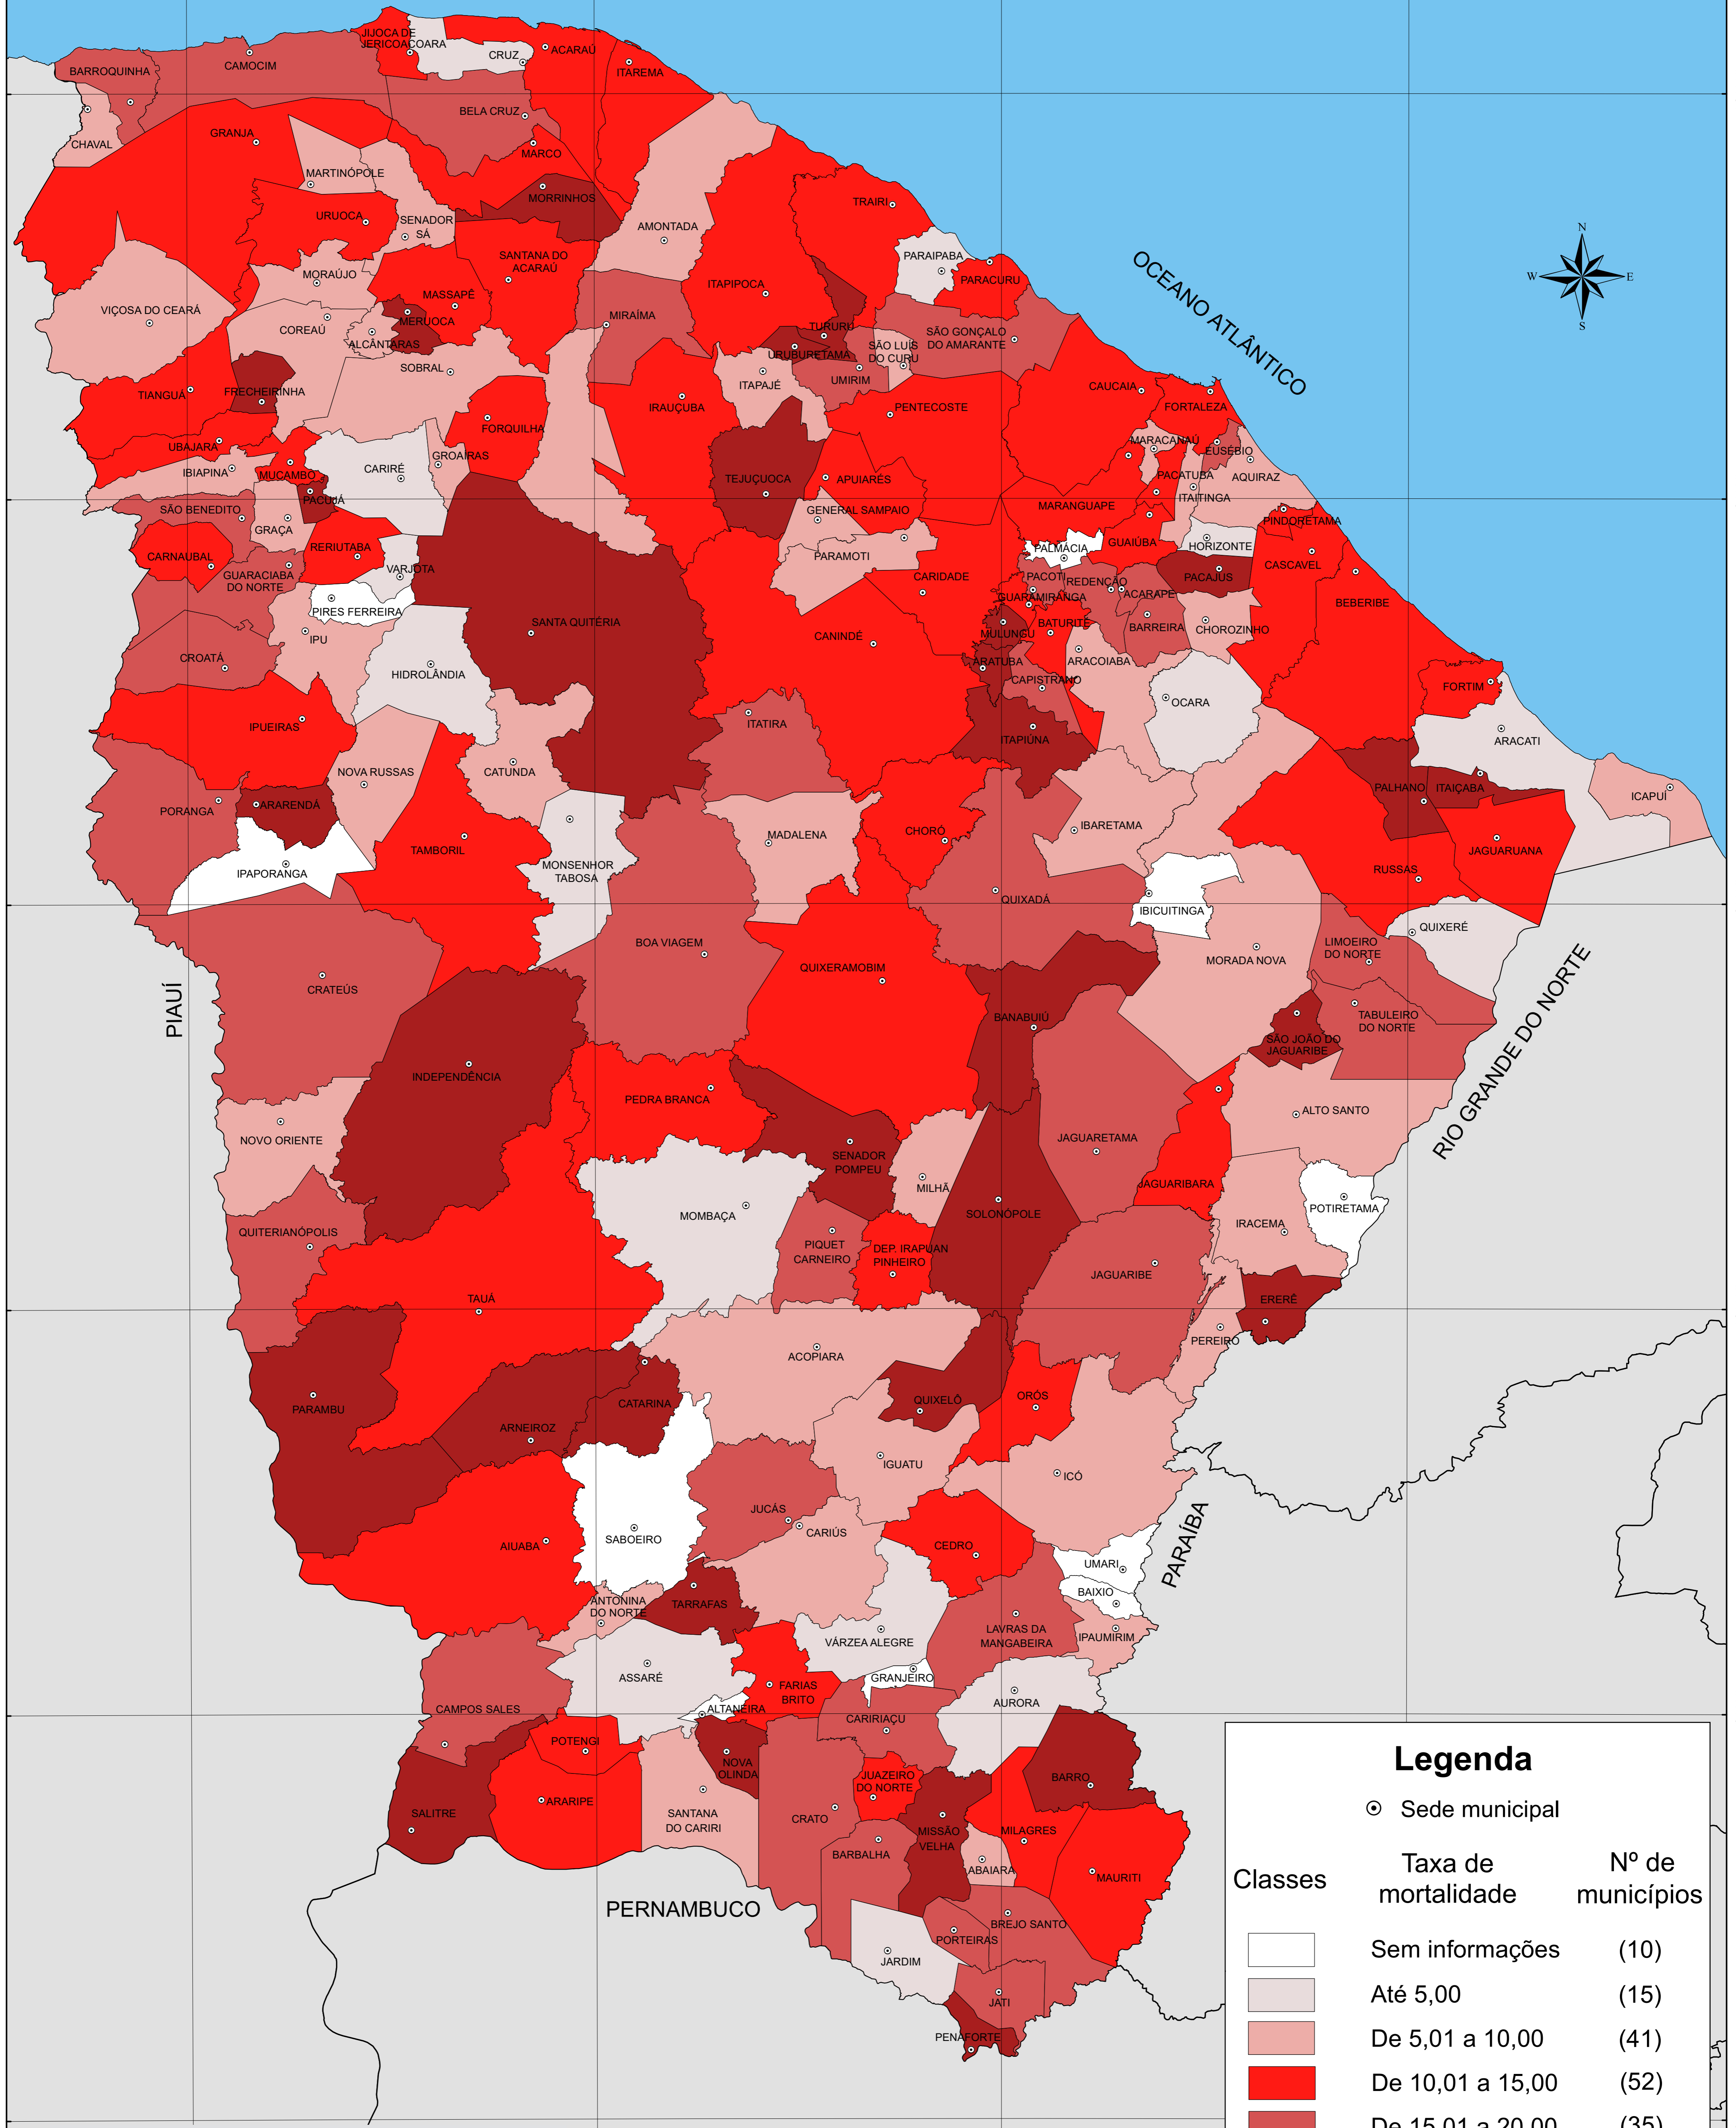 JIJOCA DE
JERICOACOARA
CRUZ
ACARAÚ
ITAREMA
BARROQUINHA
CAMOCIM
BELA CRUZ
CHAVAL
GRANJA
MARTINÓPOLE
MARCO
MORRINHOS
URUOCA
SENADOR
SÁ
AMONTADA
TRAIRI
PARAIPABA
PARACURU
OCEANO ATLÂNTICO
N
W
E
S
MORAÚJO
SANTANA DO
ACARAÚ
MASSAPÊ
ITAPIPOCA
VIÇOSA DO CEARÁ
COREAÚ
MERUOCA
ALCÂNTARAS
MIRAÍMA
TURURU
URUBURETAMA
SÃO LUÍS
DO CURU
SÃO GONÇALO
DO AMARANTE
SOBRAL
ITAPAJÉ
UMIRIM
TIANGUÁ
FRECHEIRINHA
FORQUILHA
IRAUÇUBA
PENTECOSTE
CAUCAIA
FORTALEZA
UBAJARA
IBIAPINA
MUCAMBO
CARIRÉ
GROAÍRAS
TEJUÇUOCA
APUIARÉS
MARACANAÚ
EUSÉBIO
PACATUBA
AQUIRAZ
ITAITINGA
PACUJÁ
SÃO BENEDITO
GRAÇA
GENERAL SAMPAIO
MARANGUAPE
PINDORETAMA
CARNAUBAL
RERIUTABA
VARJOTA
GUARACIABA
DO NORTE
PARAMOTI
PALMÁCIA
GUAIÚBA
HORIZONTE
CASCAVEL
PIRES FERREIRA
CARIDADE
PACOTI
REDENÇÃO
ACARAPE
PACAJUS
GUARAMIRANGA
BEBERIBE
IPU
SANTA QUITÉRIA
CANINDÉ
MULUNGU
BATURITÉ
BARREIRA
CHOROZINHO
CROATÁ
HIDROLÂNDIA
ARATUBA
ARACOIABA
CAPISTRANO
OCARA
FORTIM
IPUEIRAS
ITATIRA
ITAPIÚNA
ARACATI
NOVA RUSSAS
CATUNDA
PORANGA
ARARENDÁ
PALHANO
ITAIÇABA
ICAPUÍ
MADALENA
CHORÓ
IBARETAMA
TAMBORIL
MONSENHOR
TABOSA
IPAPORANGA
RUSSAS
JAGUARUANA
QUIXADÁ
IBICUITINGA
BOA VIAGEM
QUIXERÉ
LIMOEIRO
DO NORTE
MORADA NOVA
QUIXERAMOBIM
CRATEÚS
PIAUÍ
BANABUIÚ
TABULEIRO
DO NORTE
SÃO JOÃO DO
JAGUARIBE
RIO GRANDE DO NORTE
INDEPENDÊNCIA
PEDRA BRANCA
ALTO SANTO
NOVO ORIENTE
JAGUARETAMA
SENADOR
POMPEU
MILHÃ
JAGUARIBARA
POTIRETAMA
MOMBAÇA
SOLONÓPOLE
IRACEMA
QUITERIANÓPOLIS
PIQUET
CARNEIRO
DEP. IRAPUAN
PINHEIRO
JAGUARIBE
TAUÁ
ERERÊ
PEREIRO
ACOPIARA
PARAMBU
CATARINA
QUIXELÔ
ORÓS
ARNEIROZ
IGUATU
ICÓ
JUCÁS
CARIÚS
SABOEIRO
AIUABA
CEDRO
UMARI
BAIXIO
PARAÍBA
ANTONINA
DO NORTE
TARRAFAS
VÁRZEA ALEGRE
LAVRAS DA
MANGABEIRA
IPAUMIRIM
ASSARÉ
GRANJEIRO
FARIAS
BRITO
AURORA
CAMPOS SALES
ALTANEIRA
CARIRIAÇU
POTENGI
NOVA
OLINDA
JUAZEIRO
DO NORTE
BARRO
SALITRE
ARARIPE
SANTANA
DO CARIRI
CRATO
MISSÃO
VELHA
MILAGRES
BARBALHA
ABAIARA
MAURITI
PERNAMBUCO
BREJO SANTO
PORTEIRAS
JARDIM
JATI
PENAFORTE
Legenda
Sede municipal
Classes
Taxa de
mortalidade
Nº de
municípios
Sem informações (10)
Até 5,00 (15)
De 5,01 a 10,00 (41)
De 10,01 a 15,00 (52)
De 15,01 a 20,00 (35)